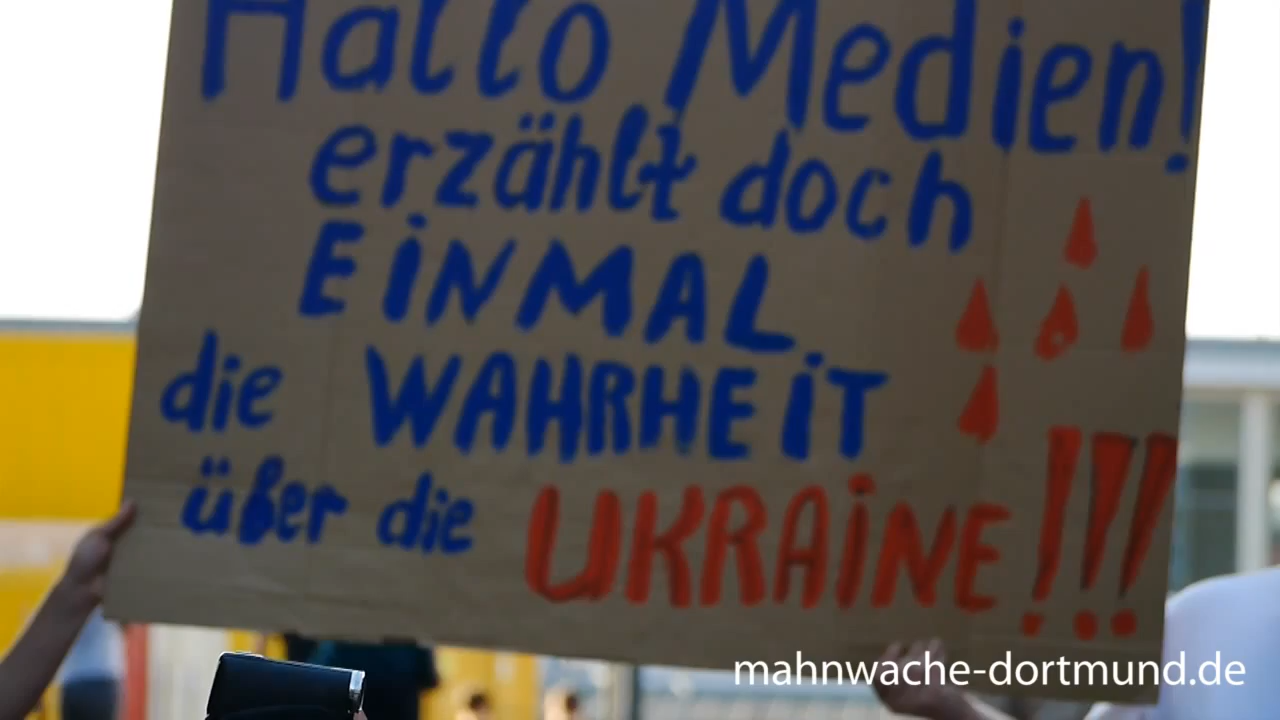 Hallo Medien!
erzählt doch
EiNMAL
die WAHRHEiT
über die UKRAiNE!!!
mahnwache-dortmund.de